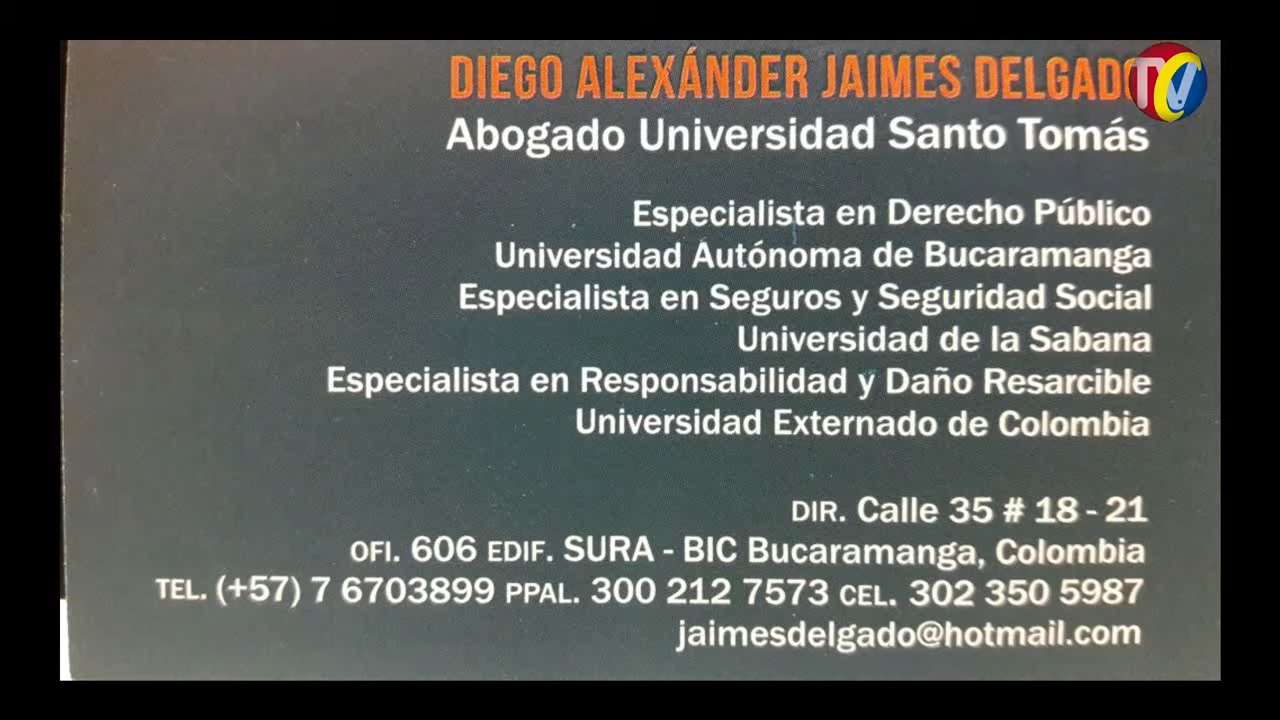 DIEGO ALEXÁNDER JAIMES DELGADO
TCV!
Abogado Universidad Santo Tomás
Especialista en Derecho Público
Universidad Autónoma de Bucaramanga
Especialista en Seguros y Seguridad Social
Universidad de la Sabana
Especialista en Responsabilidad y Daño Resarcible
Universidad Externado de Colombia
DIR. Calle 35 # 18 - 21
OFI. 606 EDIF. SURA - BIC Bucaramanga, Colombia
TEL. (+57) 7 6703899 PPAL. 300 212 7573 CEL. 302 350 5987
jaimesdelgado@hotmail.com